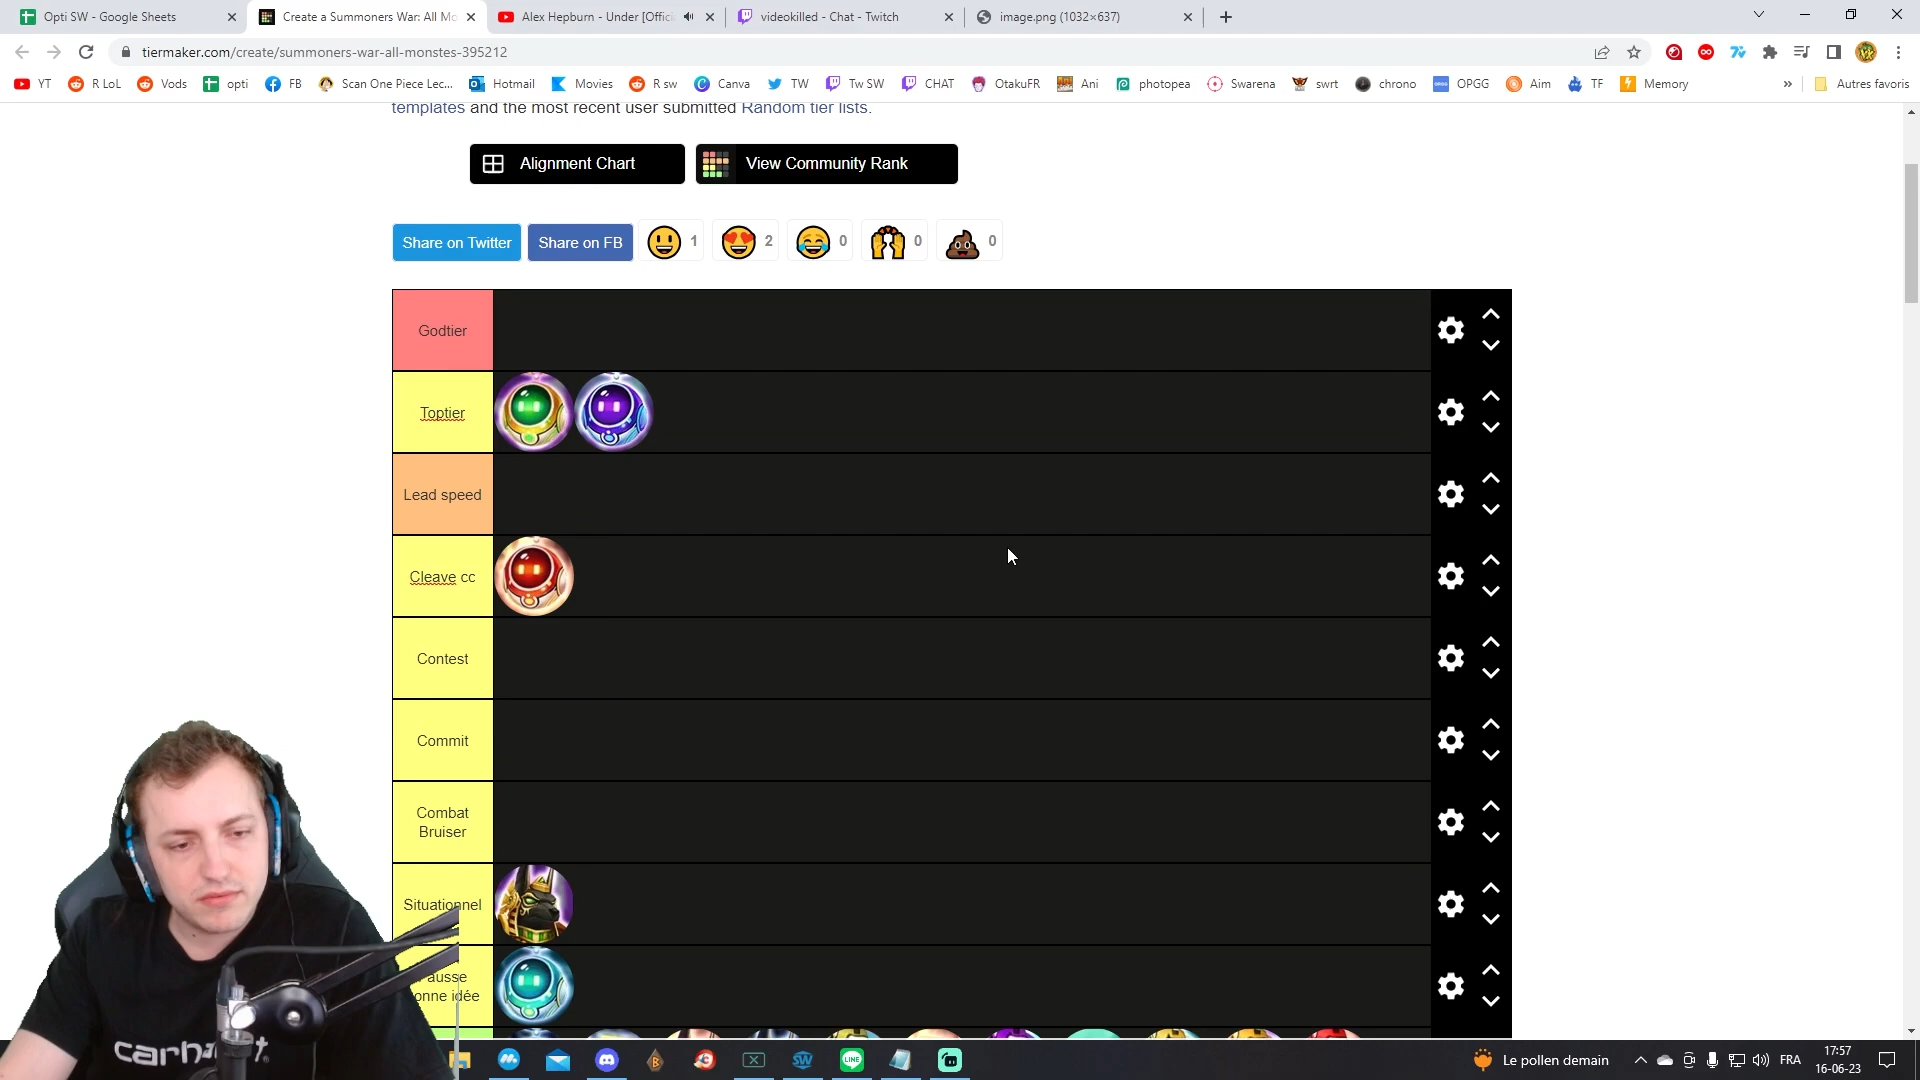 Opti SW - Google Sheets
Create a Summoners War: All Mo
Alex Hepburn - Under [Offici
videokilled - Chat - Twitch
image.png (1032×637)
tiermaker.com/create/summoners-war-all-monstes-395212
YT
R LoL
Vods
opti
FB
Scan One Piece Lec...
Hotmail
Movies
R sw
Canva
TW
Tw SW
CHAT
OtakuFR
Ani
photopea
Swarena
swrt
chrono
OPGG
Aim
TF
Memory
»
Autres favoris
templates and the most recent user submitted Random tier lists.
Alignment Chart
View Community Rank
Share on Twitter
Share on FB
1
2
0
0
0
Godtier
Toptier
Lead speed
Cleave cc
Contest
Commit
Combat
Bruiser
Situationnel
ausse
onne idée
carh
t.
LINE
Le pollen demain
FRA
17:57
16-06-23